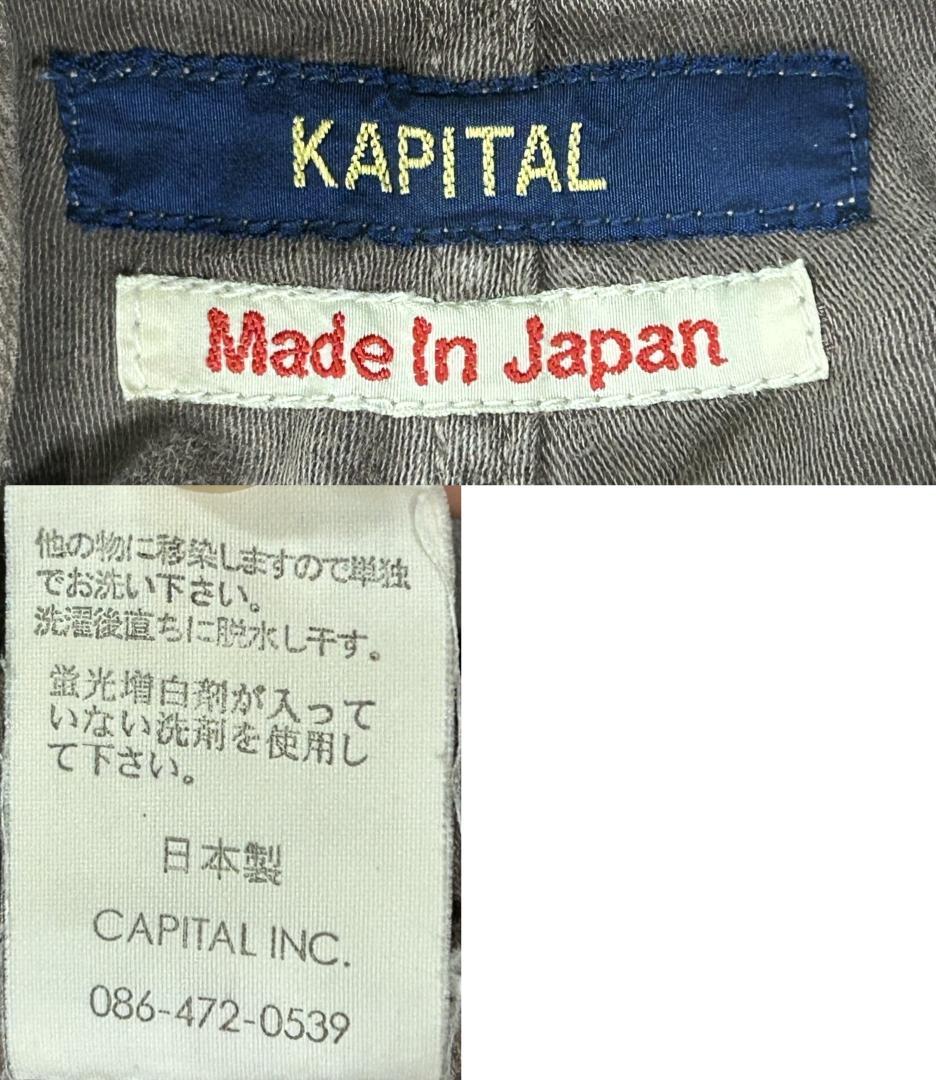 KAPITAL
Made In Japan
他の物に移染しますので単独
でお洗い下さい。
洗濯後直ちに脱水し干す。
蛍光増白剤が入って
いない洗剤を使用し
て下さい。
日本製
CAPITAL INC.
086-472-0539